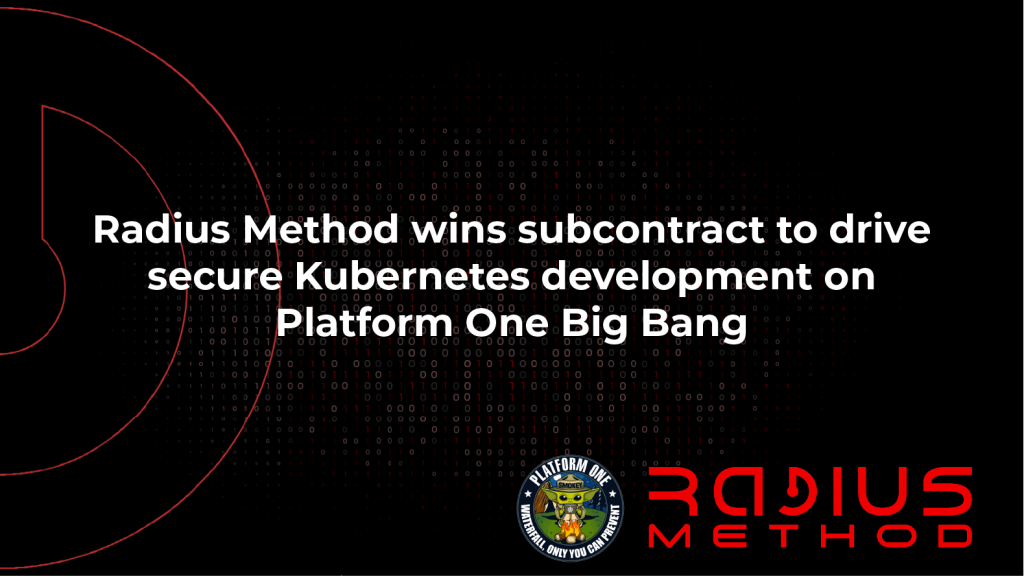 Radius Method wins subcontract to drive
secure Kubernetes development on
Platform One Big Bang
PLATFORM ONE
SMOKEY
WATERFALL, ONLY YOU CAN PREVENT
RADIUS
METHOD